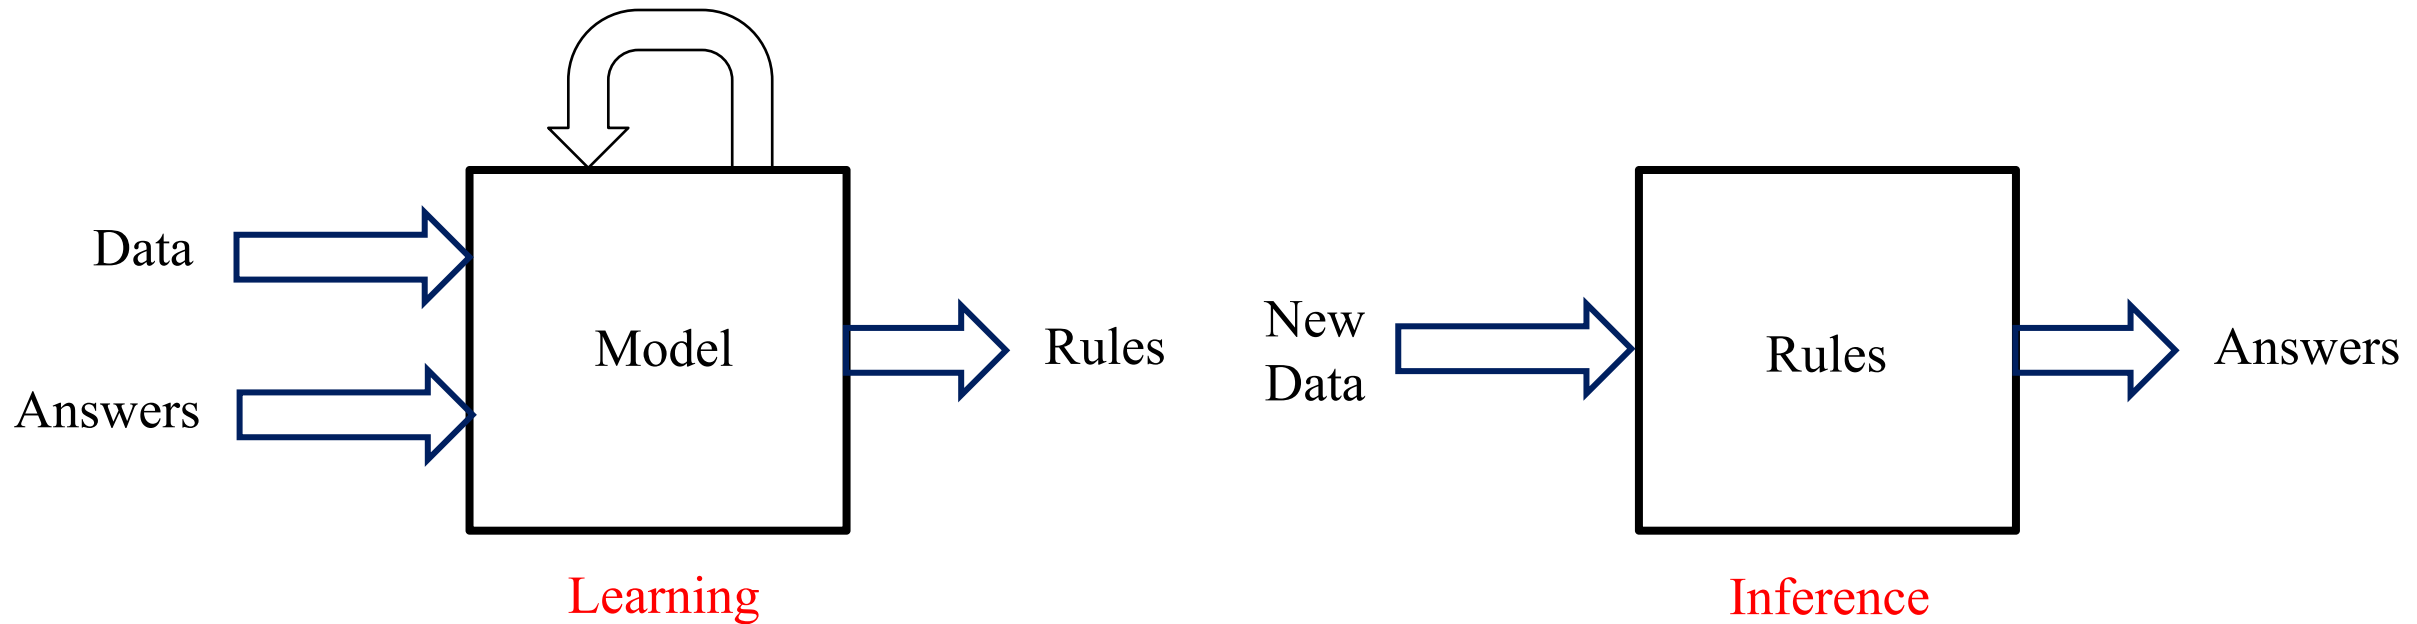 Data
Answers
Model
Rules
Learning
New
Data
Rules
Answers
Inference